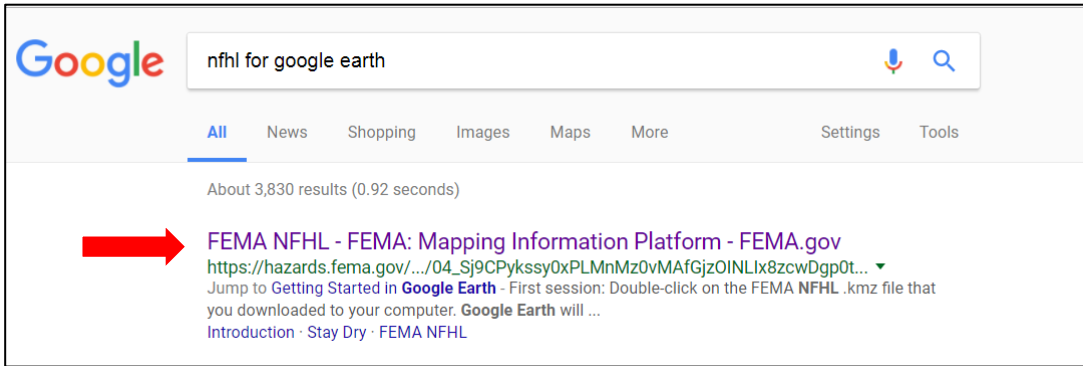 Google
nfhl for google earth
All News Shopping Images Maps More Settings Tools
About 3,830 results (0.92 seconds)
FEMA NFHL - FEMA: Mapping Information Platform - FEMA.gov
https://hazards.fema.gov/.../04_Sj9CPykssy0xPLMnMz0vMAfGjzOINLIx8zcwDgp0t...
Jump to Getting Started in Google Earth - First session: Double-click on the FEMA NFHL .kmz file that
you downloaded to your computer. Google Earth will ...
Introduction · Stay Dry · FEMA NFHL